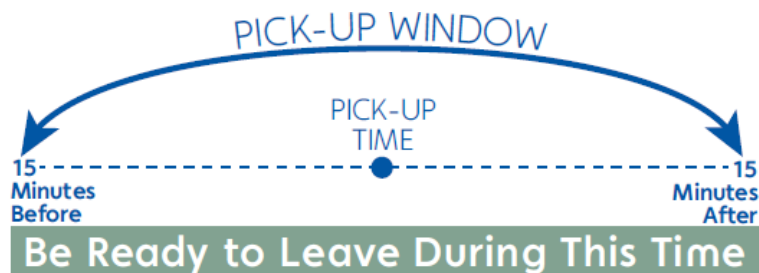 PICK-UP WINDOW
PICK-UP
TIME
15
Minutes
Before
15
Minutes
After
Be Ready to Leave During This Time